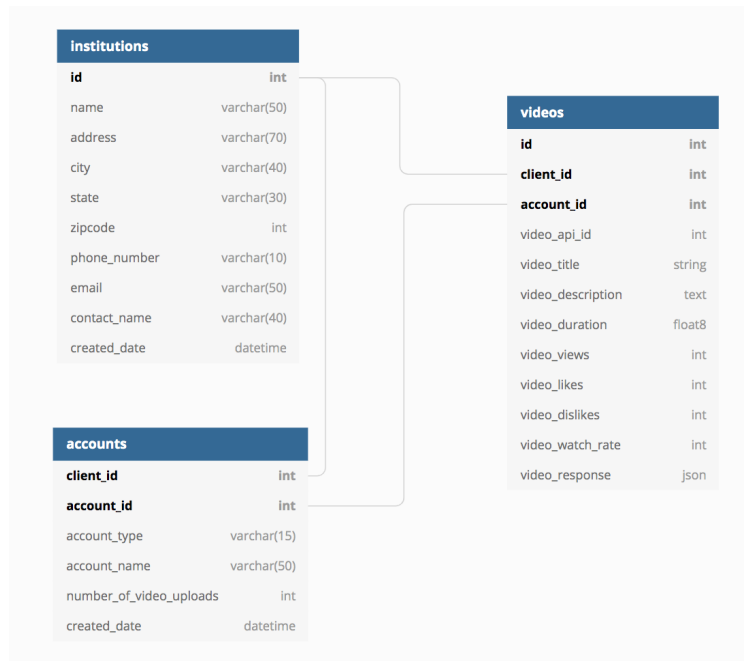 institutions
id int
name varchar(50)
address varchar(70)
city varchar(40)
state varchar(30)
zipcode int
phone_number varchar(10)
email varchar(50)
contact_name varchar(40)
created_date datetime
accounts
client_id int
account_id int
account_type varchar(15)
account_name varchar(50)
number_of_video_uploads int
created_date datetime
videos
id int
client_id int
account_id int
video_api_id int
video_title string
video_description text
video_duration float8
video_views int
video_likes int
video_dislikes int
video_watch_rate int
video_response json